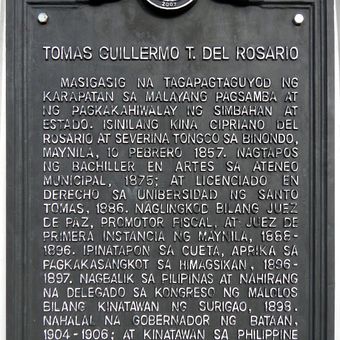 2007
TOMAS GUILLERMO T. DEL ROSARIO
MASIGASIG NA TAGAPAGTAGUYOD NG
KARAPATAN SA MALAYANG PAGSAMBA AT
NG PAGKAKAHIWALAY NG SIMBAHAN AT
ESTADO. ISINILANG KINA CIPRIANO DEL
ROSARIO AT SEVERINA TONGCO SA BINONDO,
MAYNILA, 10 PEBRERO 1857. NAGTAPOS
NG BACHILLER EN ARTES SA ATENEO
MUNICIPAL, 1875; AT LICENCIADO EN
DERECHO SA UNIBERSIDAD NG SANTO
TOMAS, 1886. NAGLINGKOD BILANG JUEZ
DE PAZ, PROMOTOR FISCAL, AT JUEZ DE
PRIMERA INSTANCIA NG MAYNILA, 1888-
1896. IPINATAPON SA CUETA, APRIKA SA
PAGKAKASANGKOT SA HIMAGSIKAN, 1896-
1897. NAGBALIK SA PILIPINAS AT NAHIRANG
NA DELEGADO SA KONGRESO NG MALOLOS
BILANG KINATAWAN NG SURIGAO, 1898.
NAHALAL NA GOBERNADOR NG BATAAN,
1904-1906; AT KINATAWAN SA PHILIPPINE